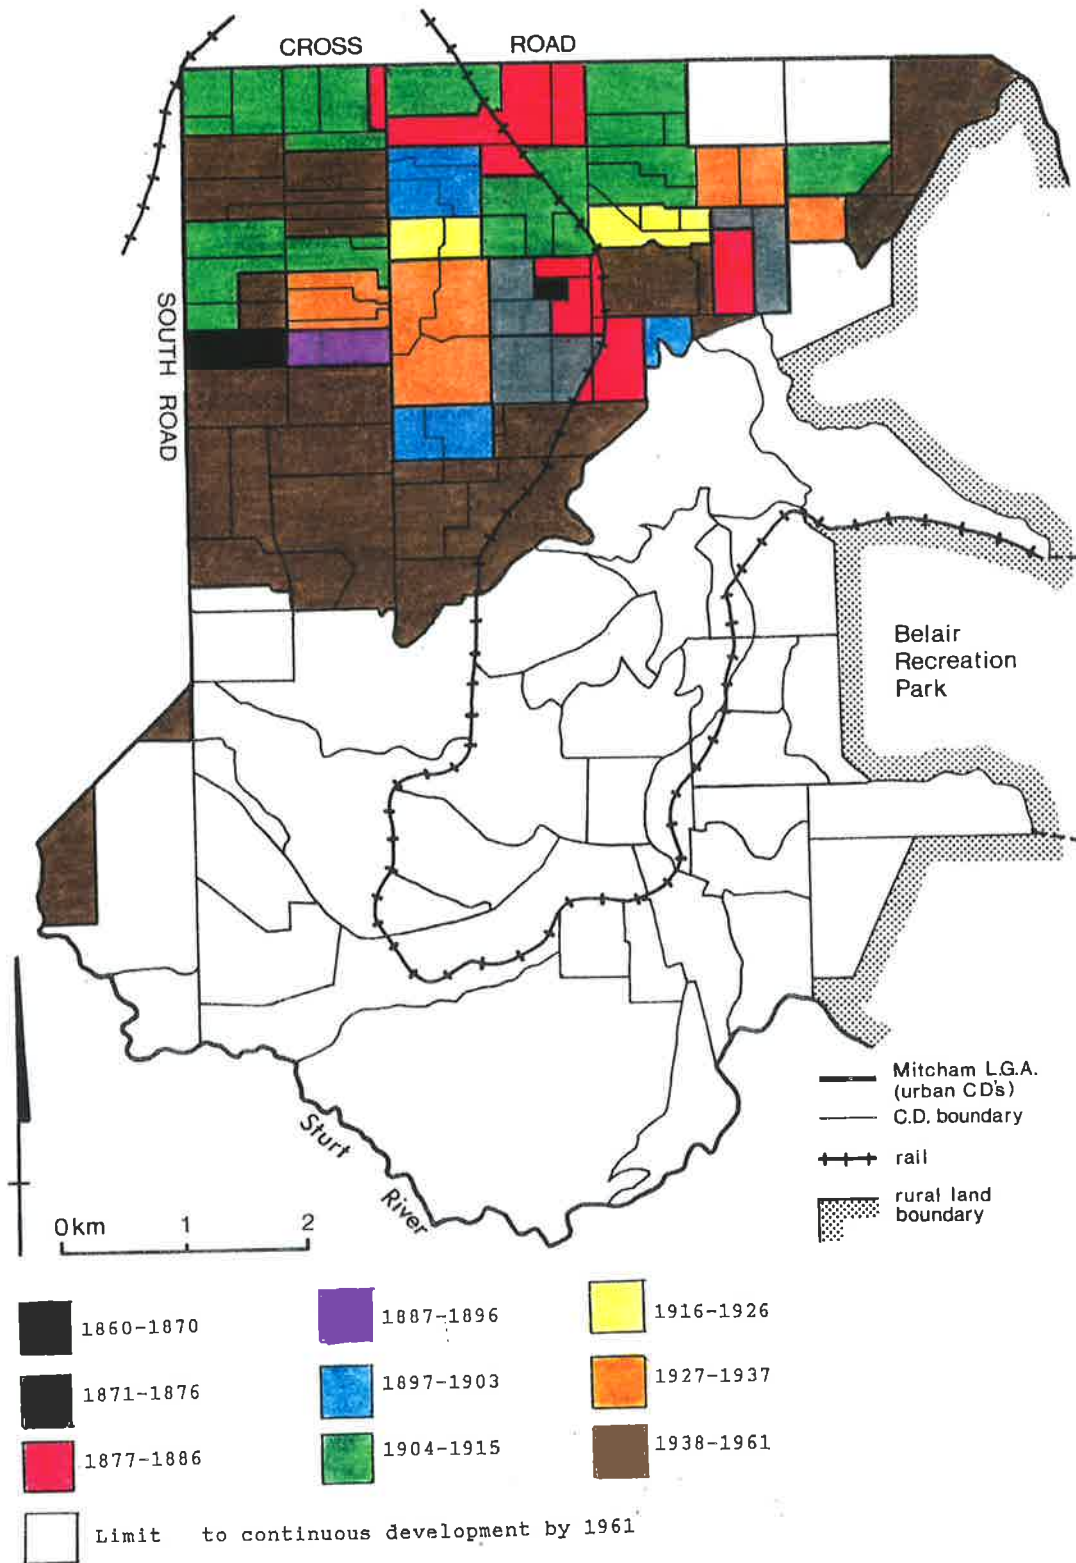 CROSS ROAD
SOUTH ROAD
Belair
Recreation
Park
Sturt
River
Mitcham L.G.A.
(urban CD's)
C.D. boundary
rail
rural land
boundary
0km 1 2
1860-1870
1887-1896
1916-1926
1871-1876
1897-1903
1927-1937
1877-1886
1904-1915
1938-1961
Limit to continuous development by 1961